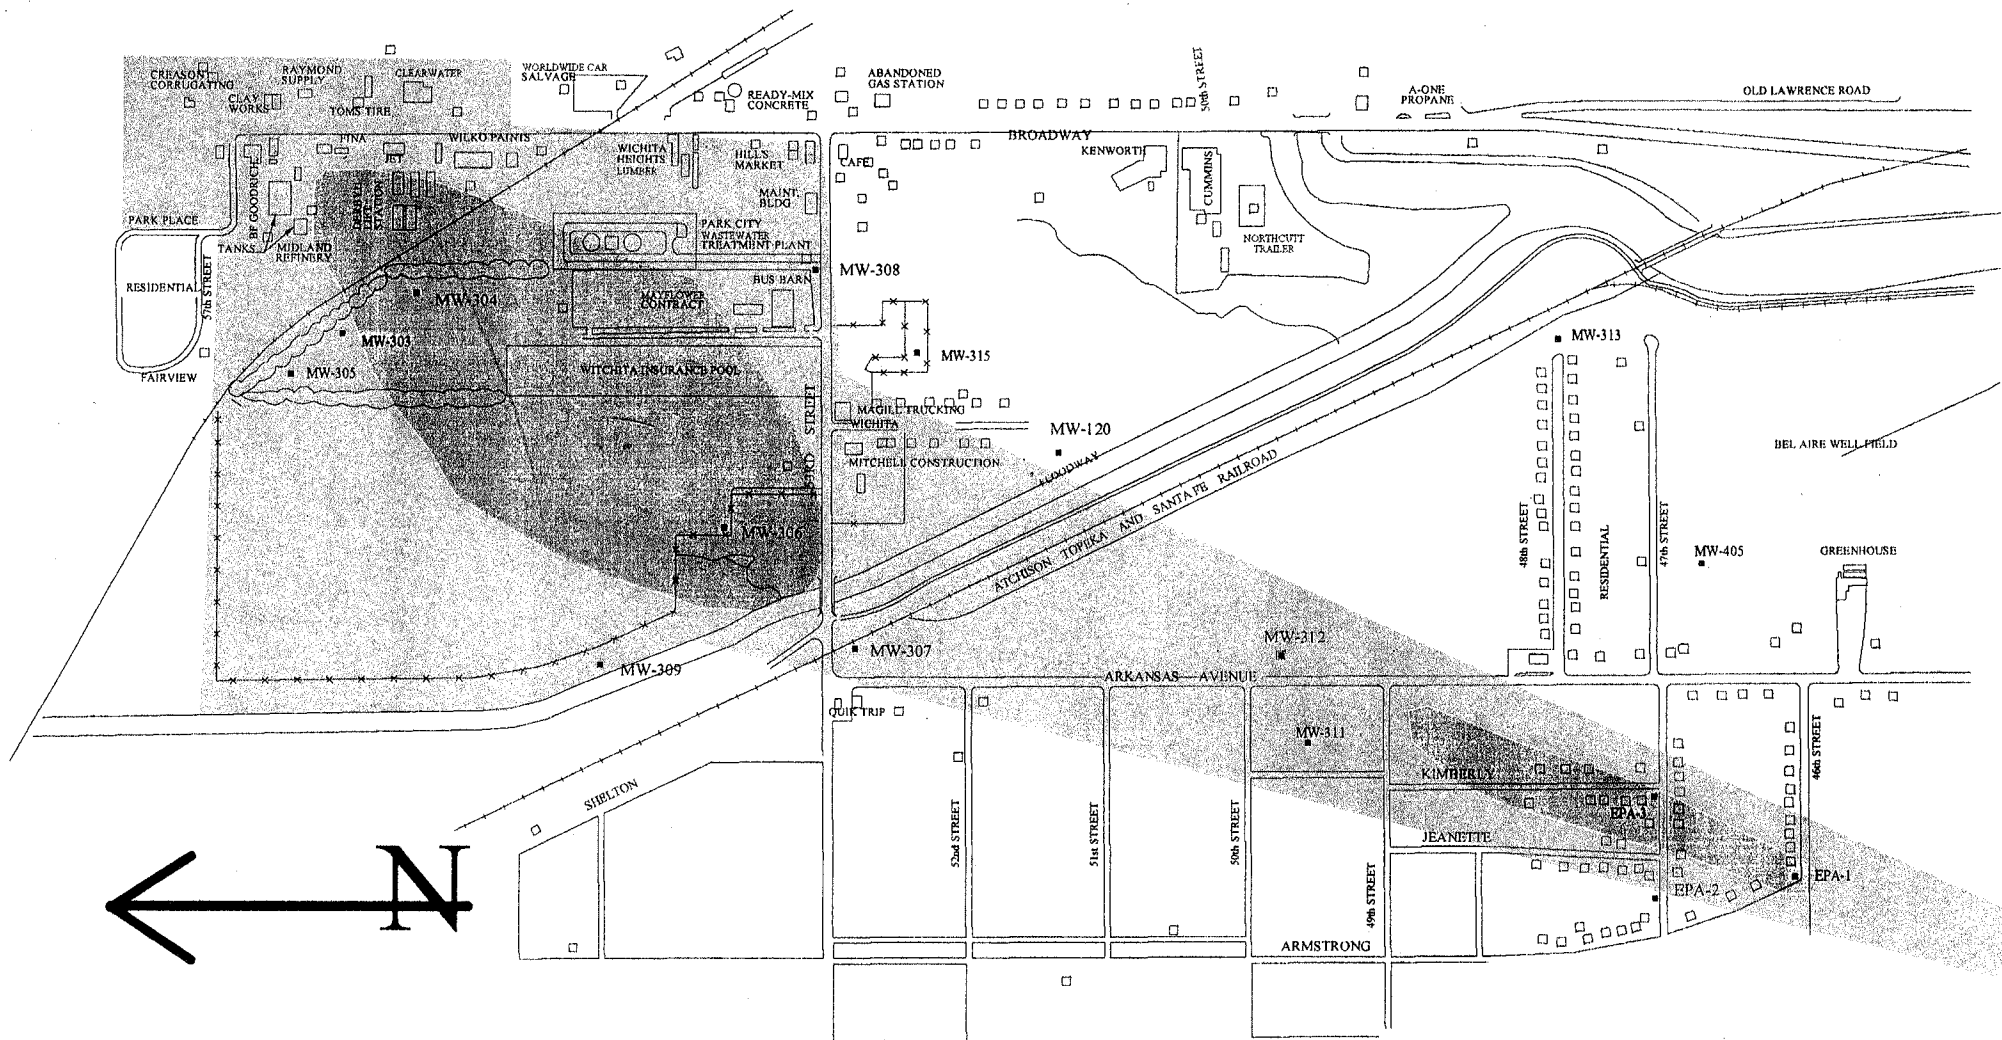 50th STREET
CREASON
CORRUGATING
RAYMOND
SUPPLY
CLEARWATER
WORLDWIDE CAR
SALVAGE
ABANDONED
GAS STATION
A-ONE
PROPANE
OLD LAWRENCE ROAD
CLAY
WORKS
TOMS TIRE
READY-MIX
CONCRETE
FINA
WILKO PAINTS
BROADWAY
JET
WICHITA
HEIGHTS
LUMBER
HILL'S
MARKET
CAFE
KENWORTH
CUMMINS
BF GOODRICH
STATION
MAINT.
BLDG
PARK PLACE
TANKS
MIDLAND
REFINERY
PARK CITY
WASTEWATER
TREATMENT PLANT
NORTHCUTT
TRAILER
RESIDENTIAL
57th STREET
MW-304
BUS BARN
MW-308
MAYFLOWER
CONTRACT
MW-303
MW-315
MW-313
MW-305
FAIRVIEW
WITCHITA INSURANCE POOL
MAGILL TRUCKING
WICHITA
MW-120
BEL AIRE WELL FIELD
53RD STREET
MITCHELL CONSTRUCTION
FLOODWAY
MW-306
ATCHISON TOPEKA AND SANTA FE RAILROAD
48th STREET
RESIDENTIAL
47th STREET
MW-405
GREENHOUSE
MW-309
MW-307
MW-312
ARKANSAS AVENUE
QUIK TRIP
MW-311
46th STREET
SHELTON
KIMBERLY
EPA-3
52nd STREET
51st STREET
50th STREET
JEANETTE
49th STREET
EPA-2
EPA-1
N
ARMSTRONG